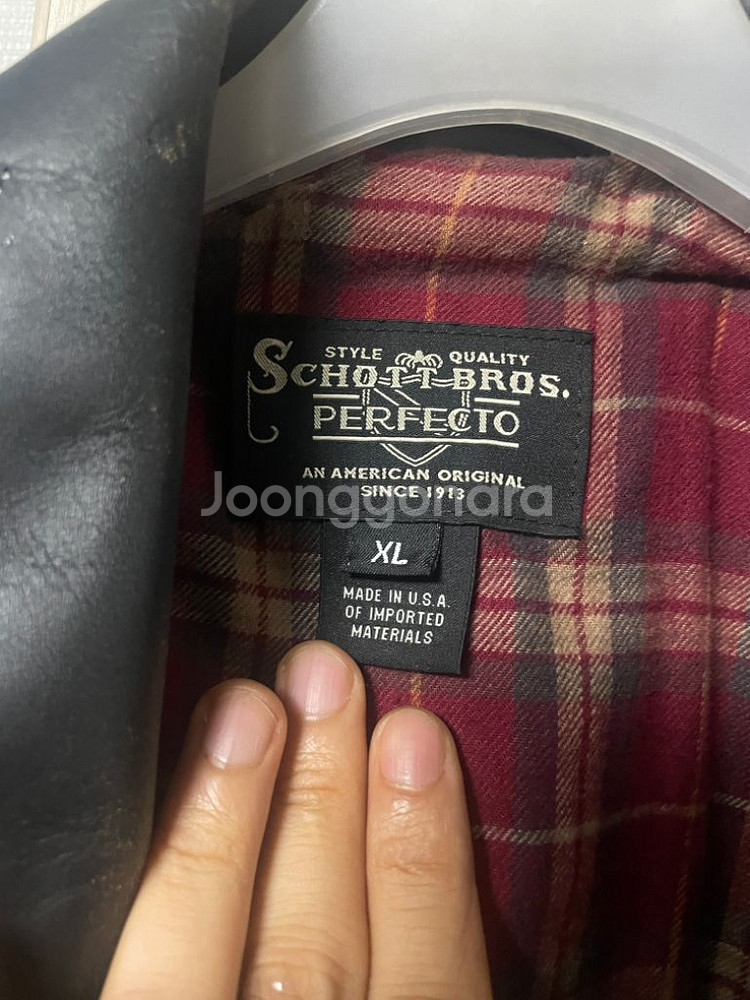 STYLE QUALITY
SCHOTT BROS.
PERFECTO
AN AMERICAN ORIGINAL
SINCE 1913
Joonggonara
XL
MADE IN U.S.A.
OF IMPORTED
MATERIALS